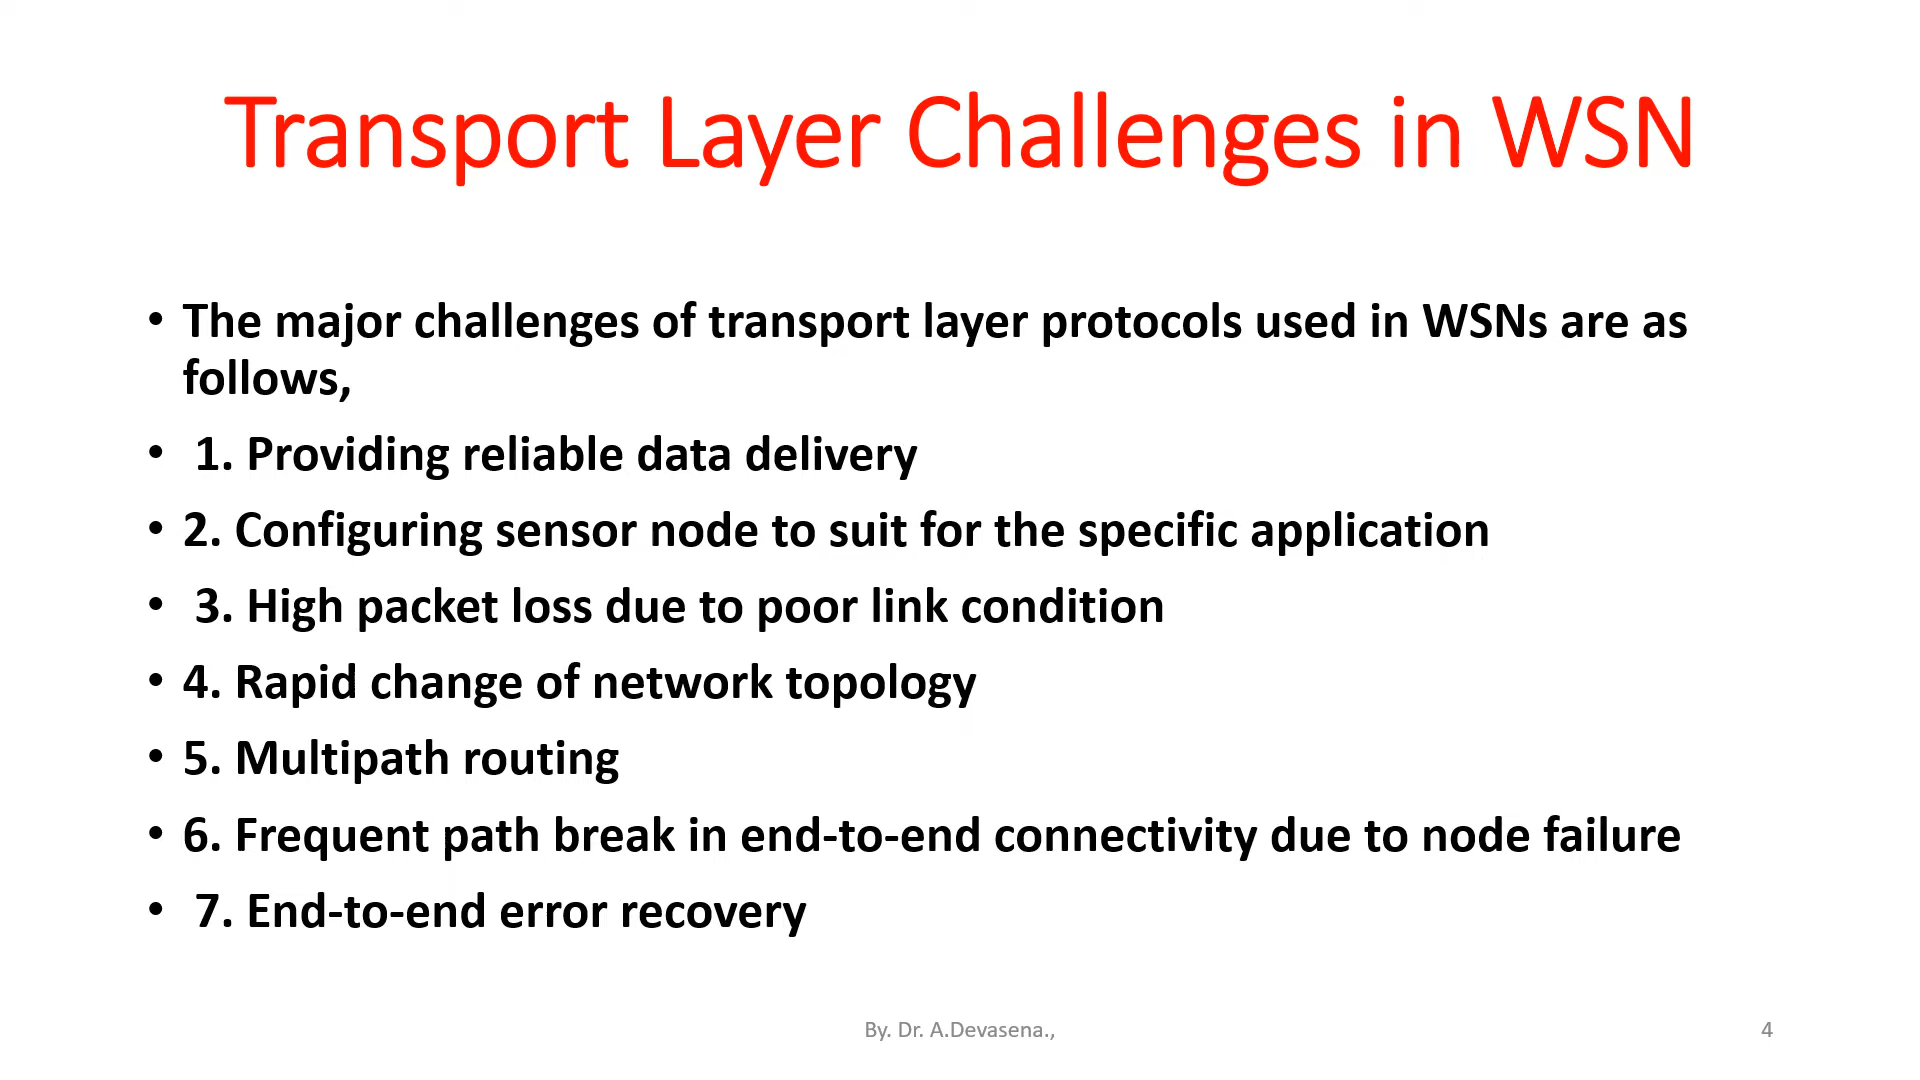 Transport Layer Challenges in WSN
• The major challenges of transport layer protocols used in WSNs are as
follows,
• 1. Providing reliable data delivery
• 2. Configuring sensor node to suit for the specific application
• 3. High packet loss due to poor link condition
• 4. Rapid change of network topology
• 5. Multipath routing
• 6. Frequent path break in end-to-end connectivity due to node failure
• 7. End-to-end error recovery
By. Dr. A.Devasena.,
4